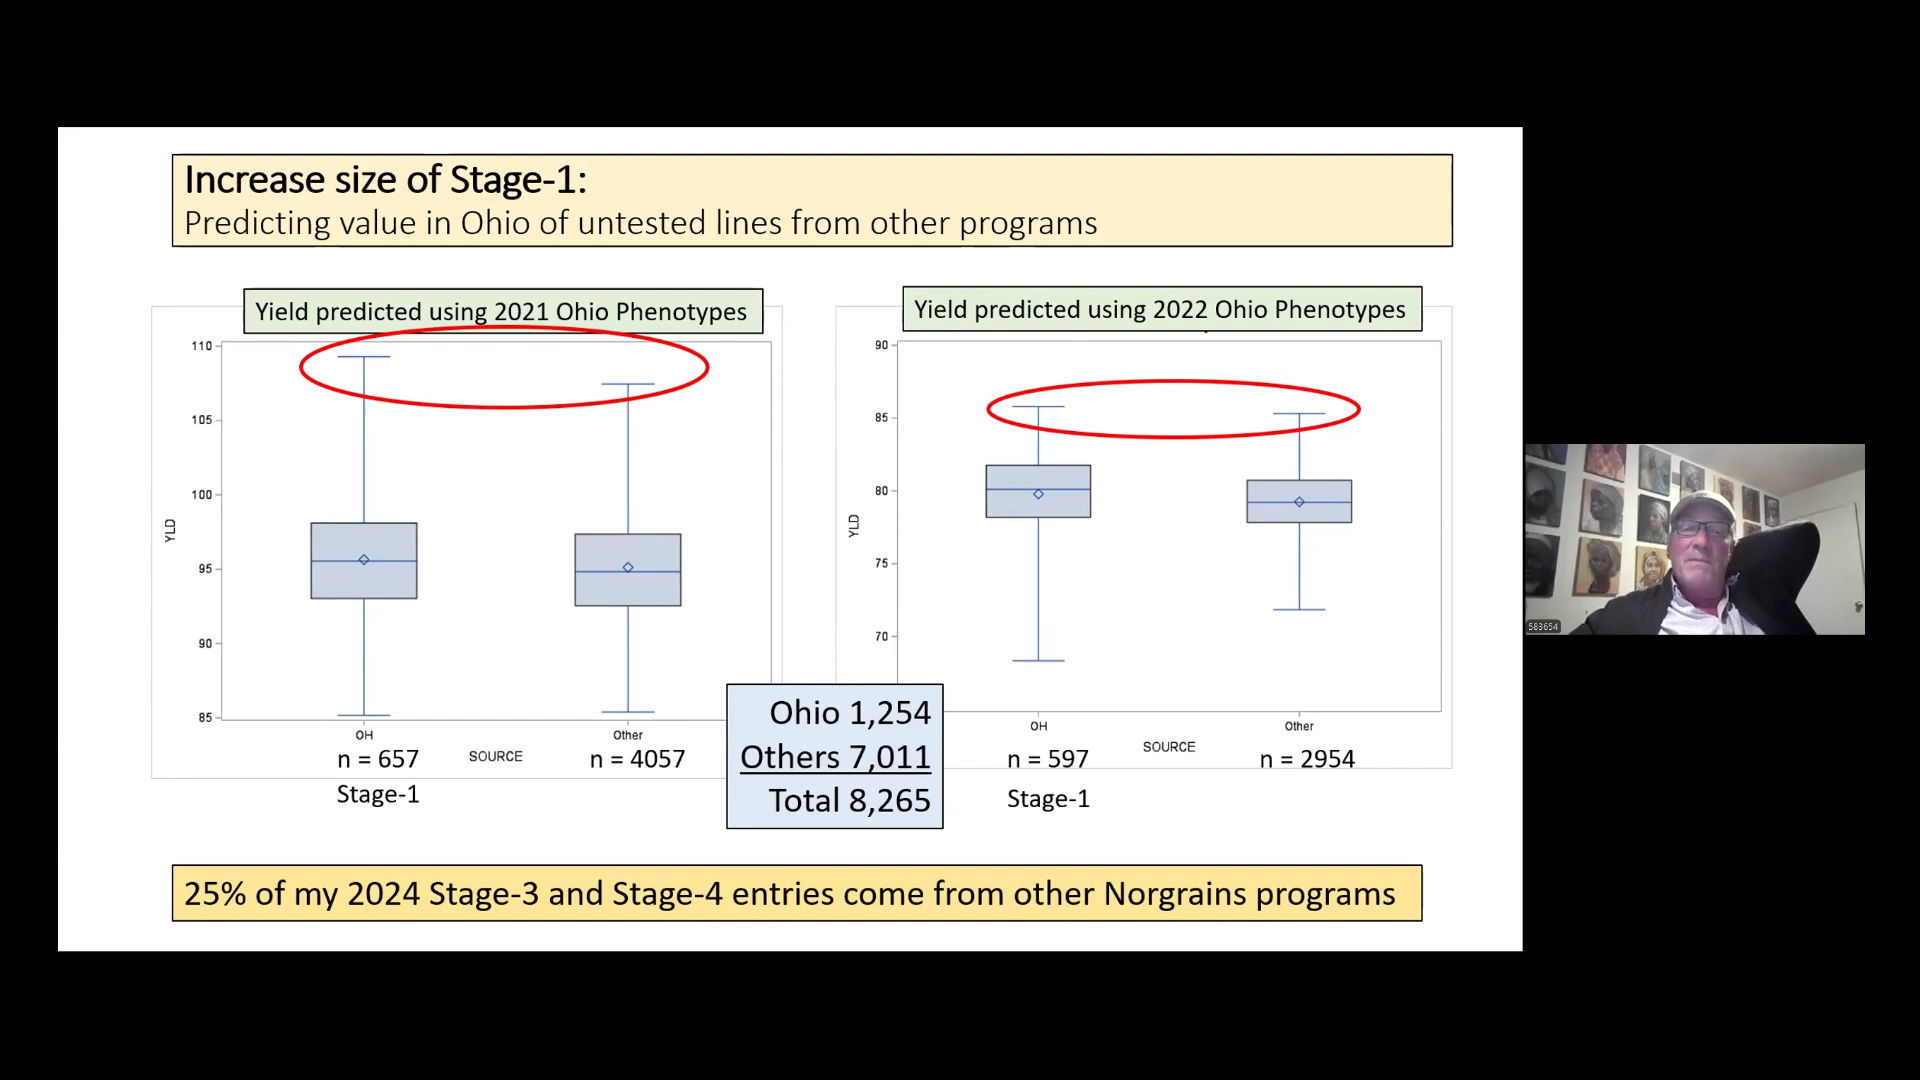 Increase size of Stage-1:
Predicting value in Ohio of untested lines from other programs
Yield predicted using 2021 Ohio Phenotypes
110
105
100
95
90
85
YLD
OH
Other
SOURCE
n = 657
n = 4057
Stage-1
Yield predicted using 2022 Ohio Phenotypes
90
85
80
75
70
YLD
OH
Other
SOURCE
n = 597
n = 2954
Stage-1
Ohio 1,254
Others 7,011
Total 8,265
25% of my 2024 Stage-3 and Stage-4 entries come from other Norgrains programs
583654